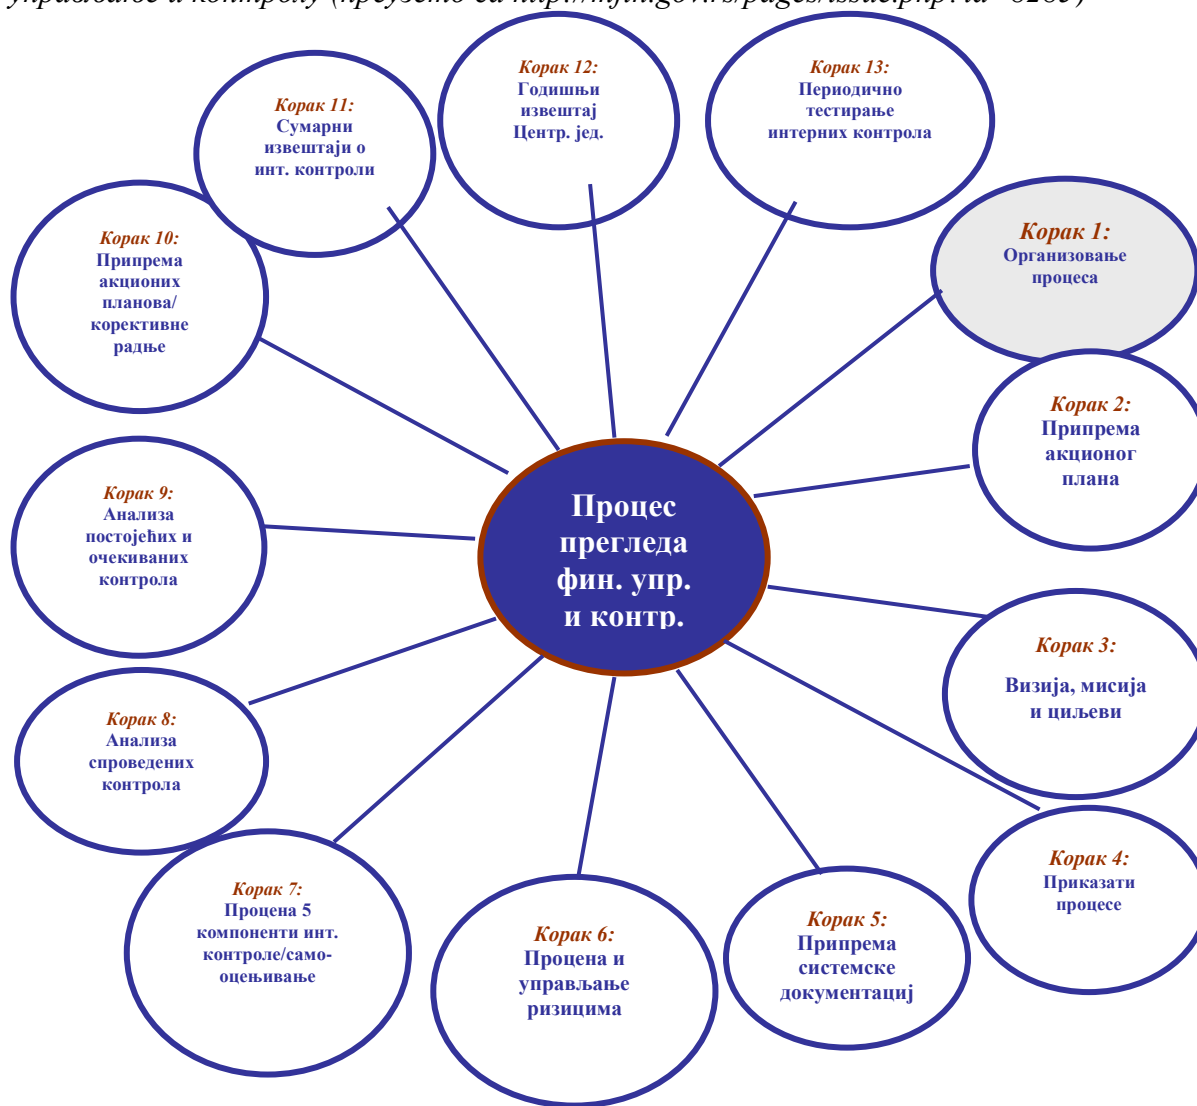 Корак 12:
Годишњи
извештај
Центр. јед.
Корак 13:
Периодично
тестирање
интерних контрола
Корак 11:
Сумарни
извештаји о
инт. контроли
Корак 10:
Припрема
акционих
планова/
корективне
радње
Корак 1:
Организовање
процеса
Корак 2:
Припрема
акционог
плана
Корак 9:
Анализа
постојећих и
очекиваних
контрола
Процес
прегледа
фин. упр.
и контр.
Корак 3:
Визија, мисија
и циљеви
Корак 8:
Анализа
спроведених
контрола
Корак 4:
Приказати
процесе
Корак 7:
Процена 5
компоненти инт.
контроле/само-
оцењивање
Корак 6:
Процена и
управљање
ризицима
Корак 5:
Припрема
системске
документациј